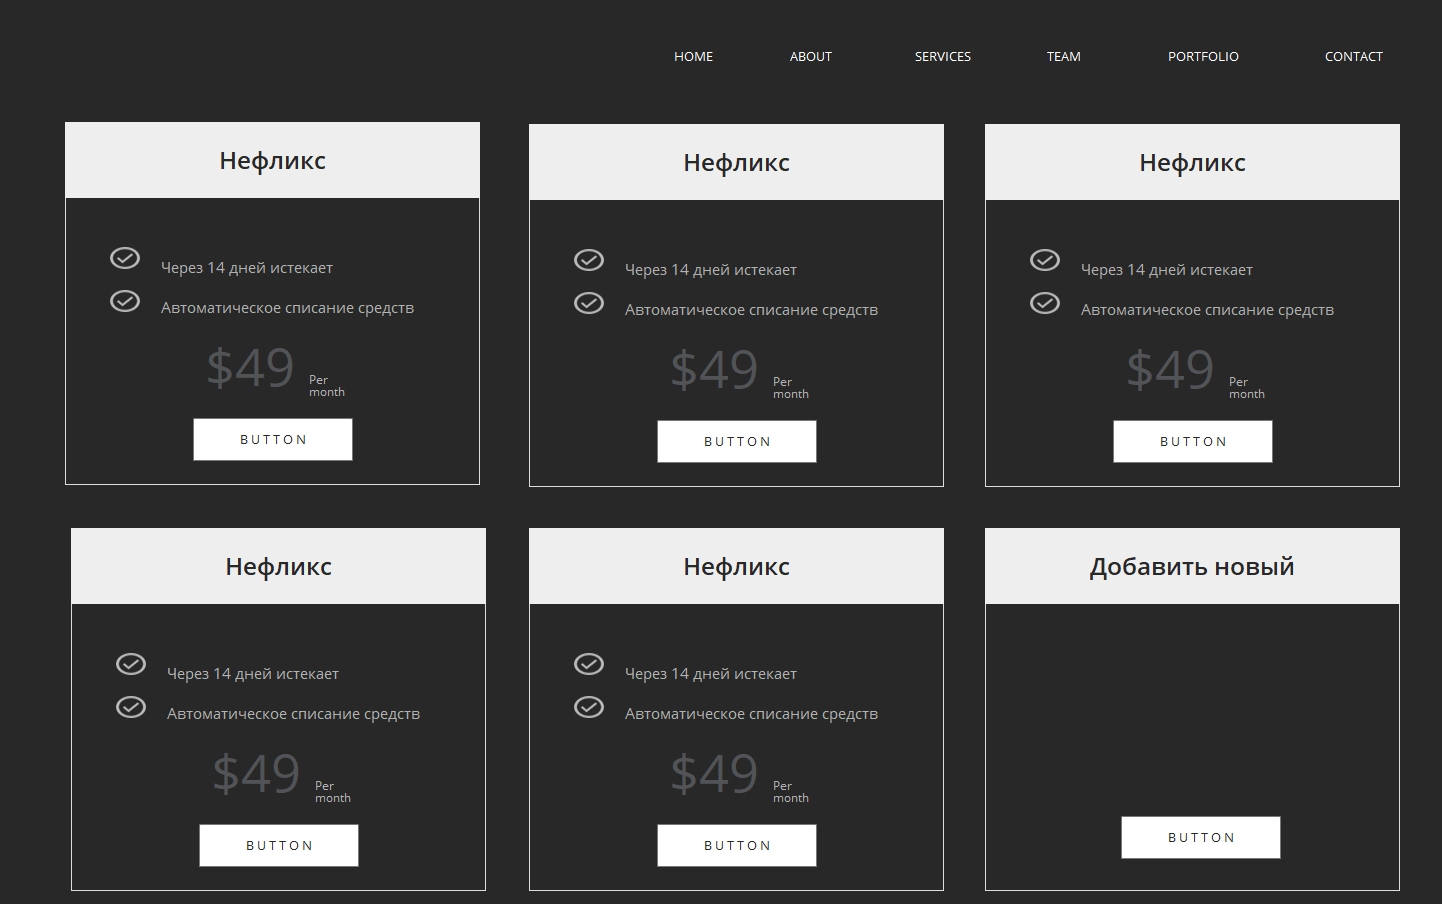 HOME ABOUT SERVICES TEAM PORTFOLIO CONTACT
Нефликс
Через 14 дней истекает
Автоматическое списание средств
$49 Per
month
BUTTON
Нефликс
Через 14 дней истекает
Автоматическое списание средств
$49 Per
month
BUTTON
Нефликс
Через 14 дней истекает
Автоматическое списание средств
$49 Per
month
BUTTON
Нефликс
Через 14 дней истекает
Автоматическое списание средств
$49 Per
month
BUTTON
Нефликс
Через 14 дней истекает
Автоматическое списание средств
$49 Per
month
BUTTON
Добавить новый
BUTTON